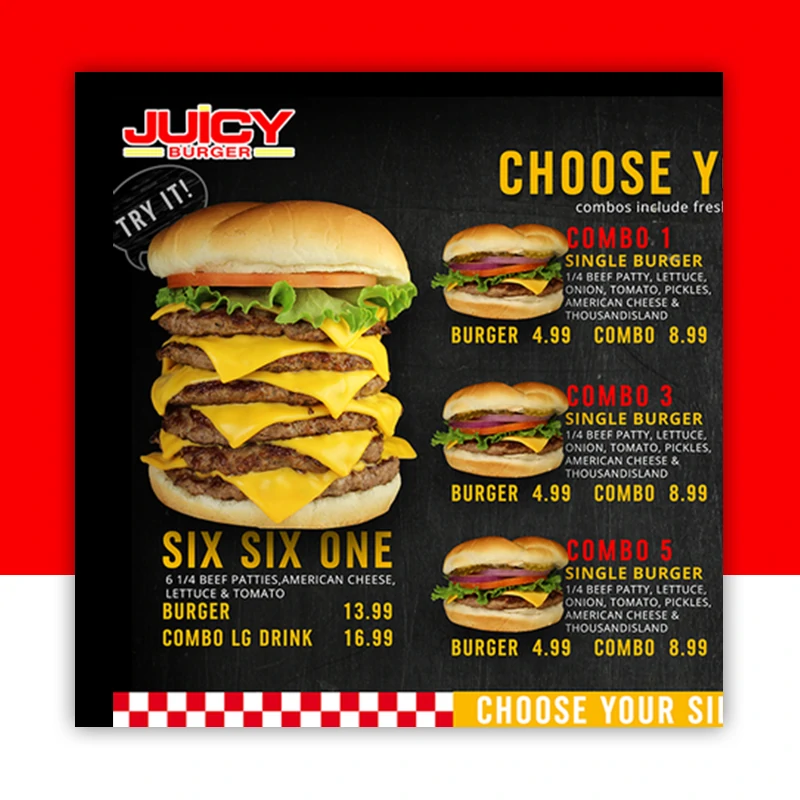 JUICY
BURGER
TRY IT!
SIX SIX ONE
6 1/4 BEEF PATTIES,AMERICAN CHEESE,
LETTUCE & TOMATO
BURGER 13.99
COMBO LG DRINK 16.99
CHOOSE Y
combos include fresh
COMBO 1
SINGLE BURGER
1/4 BEEF PATTY, LETTUCE,
ONION, TOMATO, PICKLES,
AMERICAN CHEESE &
THOUSANDISLAND
BURGER 4.99 COMBO 8.99
COMBO 3
SINGLE BURGER
1/4 BEEF PATTY, LETTUCE,
ONION, TOMATO, PICKLES,
AMERICAN CHEESE &
THOUSANDISLAND
BURGER 4.99 COMBO 8.99
COMBO 5
SINGLE BURGER
1/4 BEEF PATTY, LETTUCE,
ONION, TOMATO, PICKLES,
AMERICAN CHEESE &
THOUSANDISLAND
BURGER 4.99 COMBO 8.99
CHOOSE YOUR